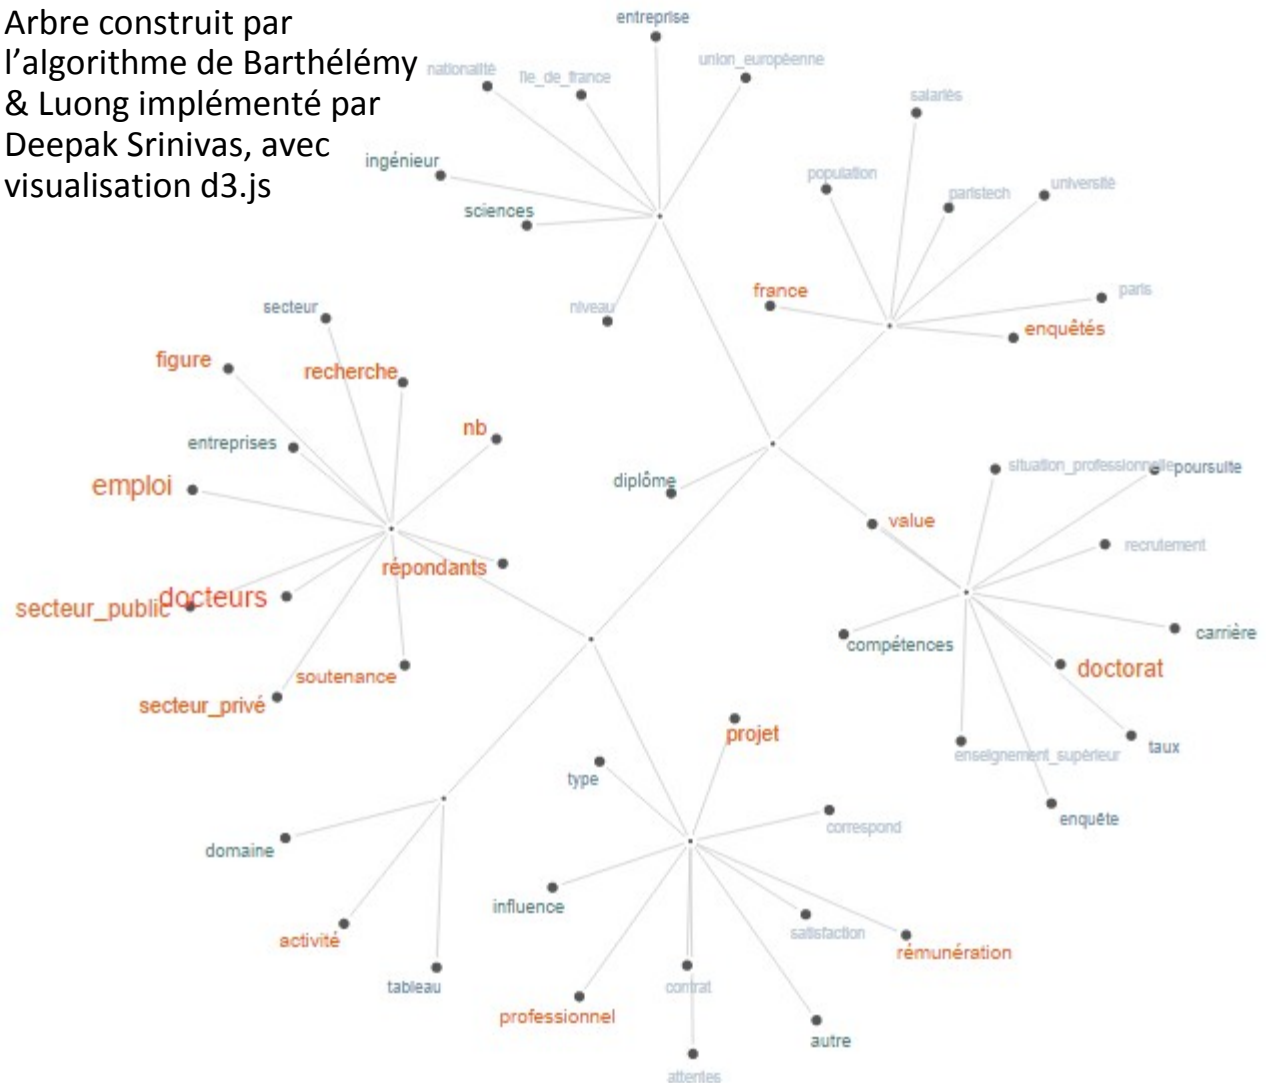 Arbre construit par
l’algorithme de Barthélémy
& Luong implémenté par
Deepak Srinivas, avec
visualisation d3.js
entreprise
union_européenne
nationalité
île_de_france
salariés
ingénieur
population
paristech
université
sciences
france
paris
niveau
enquêtés
secteur
figure
recherche
nb
entreprises
emploi
diplôme
situation_professionnelle
poursuite
value
recrutement
répondants
secteur_public
docteurs
carrière
compétences
doctorat
soutenance
secteur_privé
projet
taux
enseignement_supérieur
type
enquête
correspond
domaine
influence
activité
satisfaction
rémunération
tableau
contrat
professionnel
autre
attentes